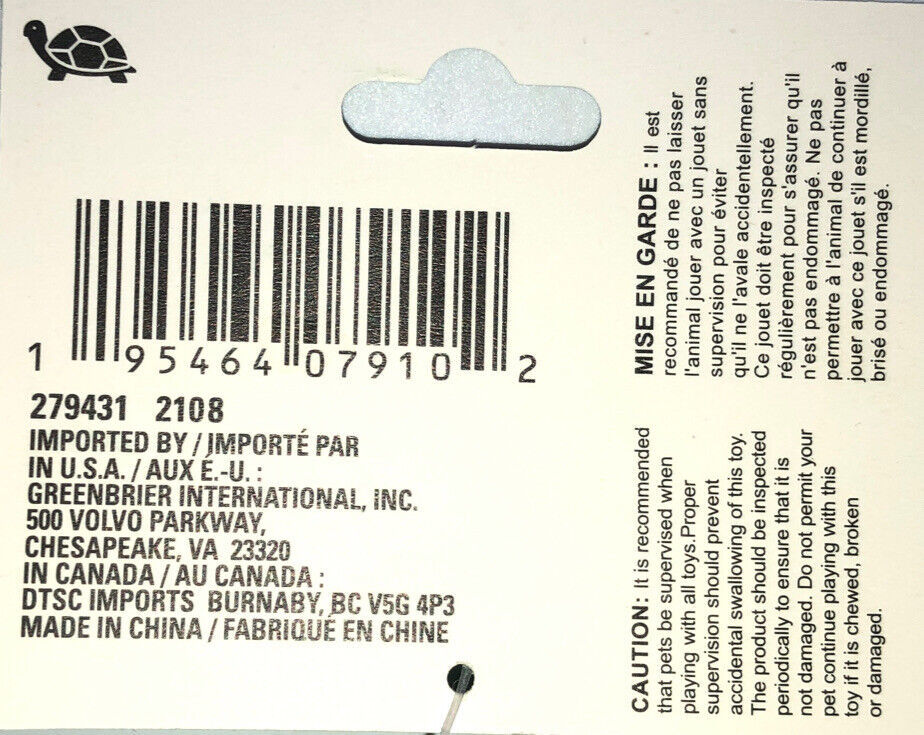 1 95464 07910 2
279431 2108
IMPORTED BY / IMPORTÉ PAR
IN U.S.A. / AUX É.-U. :
GREENBRIER INTERNATIONAL, INC.
500 VOLVO PARKWAY,
CHESAPEAKE, VA 23320
IN CANADA / AU CANADA :
DTSC IMPORTS BURNABY, BC V5G 4P3
MADE IN CHINA / FABRIQUÉ EN CHINE
MISE EN GARDE : Il est
recommandé de ne pas laisser
l'animal jouer avec un jouet sans
supervision pour éviter
qu'il ne l'avale accidentellement.
Ce jouet doit être inspecté
régulièrement pour s'assurer qu'il
n'est pas endommagé. Ne pas
permettre à l'animal de continuer à
jouer avec ce jouet s'il est mordillé,
brisé ou endommagé.
CAUTION: It is recommended
that pets be supervised when
playing with all toys.Proper
supervision should prevent
accidental swallowing of this toy.
The product should be inspected
periodically to ensure that it is
not damaged. Do not permit your
pet continue playing with this
toy if it is chewed, broken
or damaged.